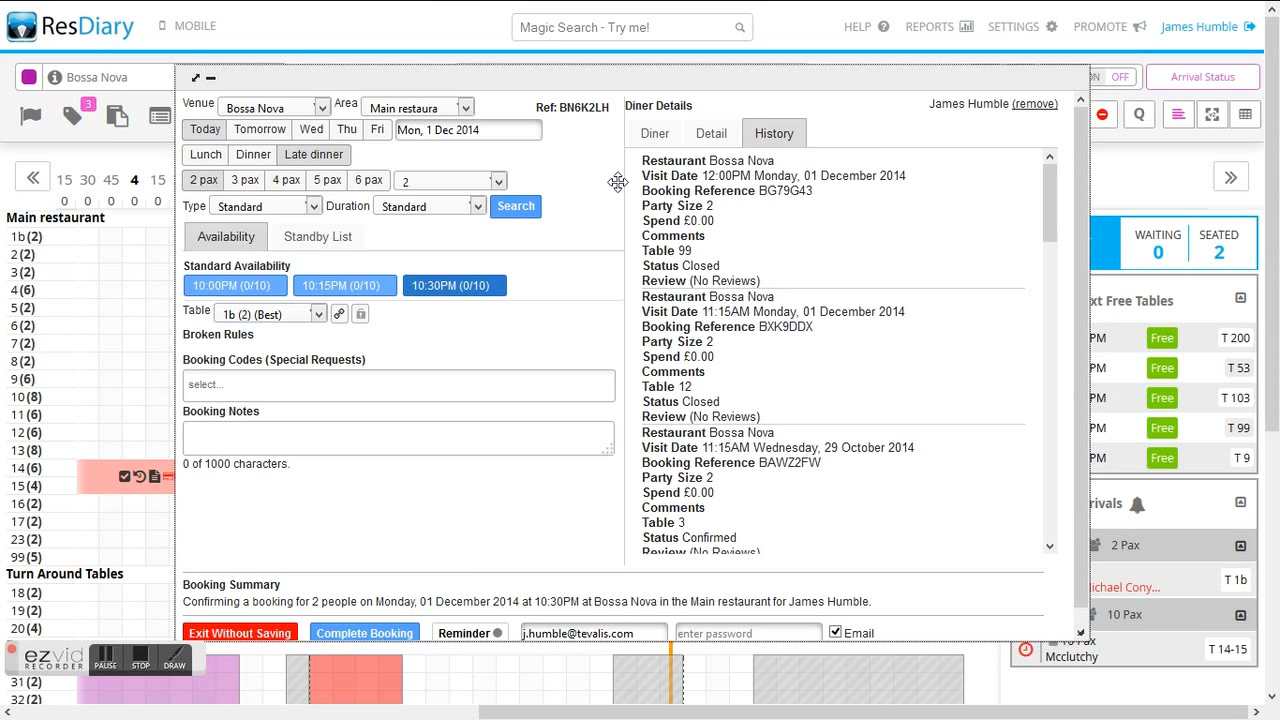 ResDiary
MOBILE
Magic Search - Try me!
HELP
REPORTS
SETTINGS
PROMOTE
James Humble
Bossa Nova
ON OFF
Arrival Status
3
Q
15 30 45 4 15
0 0 0 0 0
Main restaurant
1b(2)
2(2)
3(2)
4(6)
5(2)
6(2)
7(2)
8(2)
9(6)
10(8)
11(6)
12(6)
13(8)
14(6)
15(4)
16(2)
17(2)
23(2)
99(5)
Turn Around Tables
18(2)
19(2)
20(4)
31(2)
32(2)
Venue Bossa Nova Area Main restaura Ref: BN6K2LH
Today Tomorrow Wed Thu Fri Mon, 1 Dec 2014
Lunch Dinner Late dinner
2 pax 3 pax 4 pax 5 pax 6 pax 2
Type Standard Duration Standard Search
Availability Standby List
Standard Availability
10:00PM (0/10) 10:15PM (0/10) 10:30PM (0/10)
Table 1b (2) (Best)
Broken Rules
Booking Codes (Special Requests)
select...
Booking Notes
0 of 1000 characters.
Diner Details James Humble (remove)
Diner Detail History
Restaurant Bossa Nova
Visit Date 12:00PM Monday, 01 December 2014
Booking Reference BG79G43
Party Size 2
Spend £0.00
Comments
Table 99
Status Closed
Review (No Reviews)
Restaurant Bossa Nova
Visit Date 11:15AM Monday, 01 December 2014
Booking Reference BXK9DDX
Party Size 2
Spend £0.00
Comments
Table 12
Status Closed
Review (No Reviews)
Restaurant Bossa Nova
Visit Date 11:15AM Wednesday, 29 October 2014
Booking Reference BAWZ2FW
Party Size 2
Spend £0.00
Comments
Table 3
Status Confirmed
Review (No Reviews)
Booking Summary
Confirming a booking for 2 people on Monday, 01 December 2014 at 10:30PM at Bossa Nova in the Main restaurant for James Humble.
Exit Without Saving Complete Booking Reminder j.humble@tevalis.com enter password Email
WAITING SEATED
0 2
xt Free Tables
PM Free T 200
PM Free T 53
PM Free T 103
PM Free T 99
PM Free T 9
rivals
2 Pax
ichael Cony... T 1b
10 Pax
Mcclutchy T 14-15
ezvid
RECORDER
PAUSE STOP DRAW